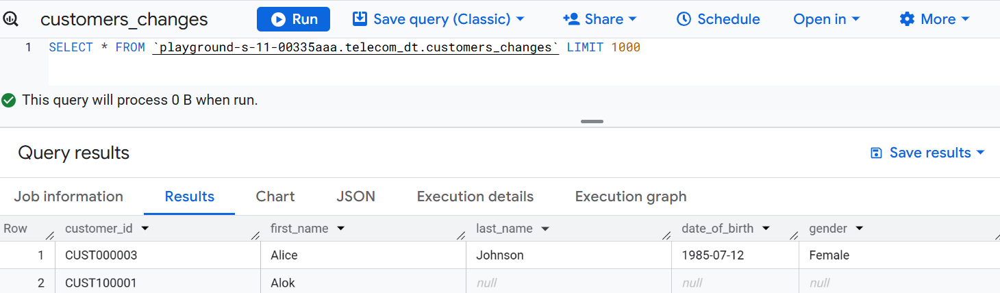 customers_changes Run Save query (Classic) Share Schedule Open in More
1 SELECT * FROM `playground-s-11-00335aaa.telecom_dt.customers_changes` LIMIT 1000
This query will process 0 B when run.
Query results Save results
Job information Results Chart JSON Execution details Execution graph
Row customer_id first_name last_name date_of_birth gender
1 CUST000003 Alice Johnson 1985-07-12 Female
2 CUST100001 Alok null null null